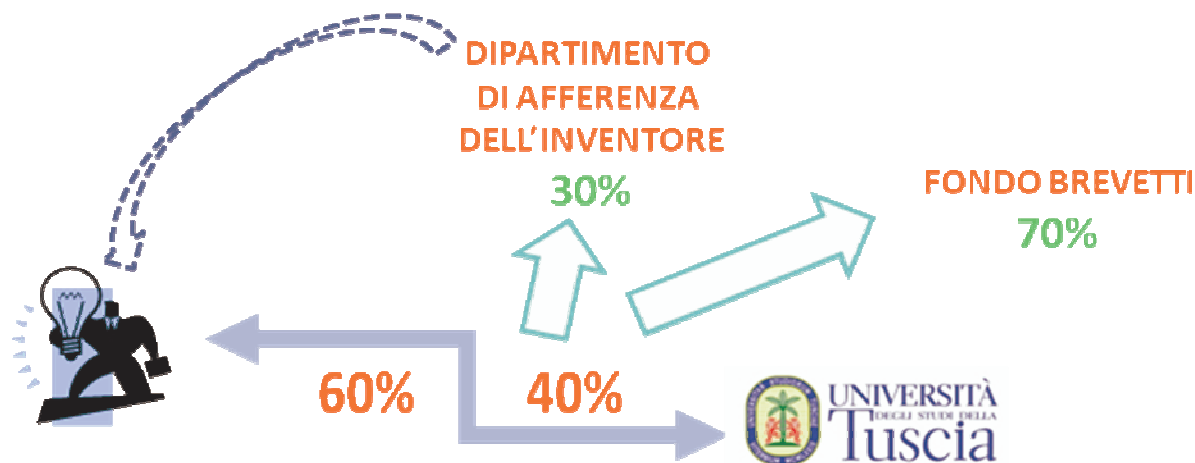 DIPARTIMENTO
DI AFFERENZA
DELL'INVENTORE
30%
FONDO BREVETTI
70%
60%
40%
UNIVERSITÀ
DEGLI STUDI DELLA
Tuscia